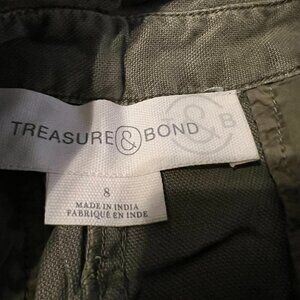 TREASURE & BOND
& B
8
MADE IN INDIA
FABRIQUÉ EN INDE